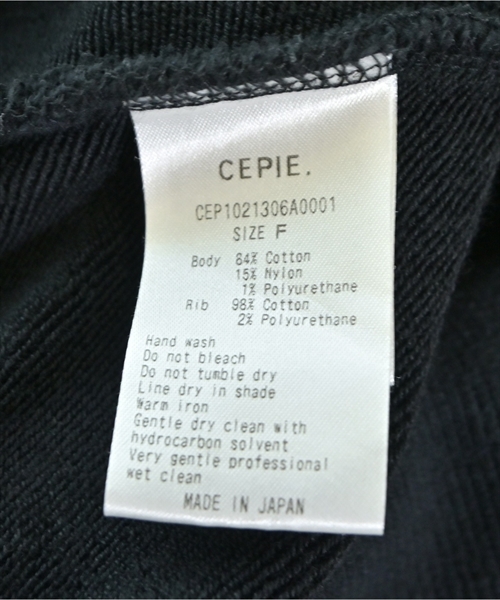 CEPIE.
CEP1021306A0001
SIZE F
Body 84% Cotton
15% Nylon
1% Polyurethane
Rib 98% Cotton
2% Polyurethane
Hand wash
Do not bleach
Do not tumble dry
Line dry in shade
Warm iron
Gentle dry clean with
hydrocarbon solvent
Very gentle professional
wet clean
MADE IN JAPAN